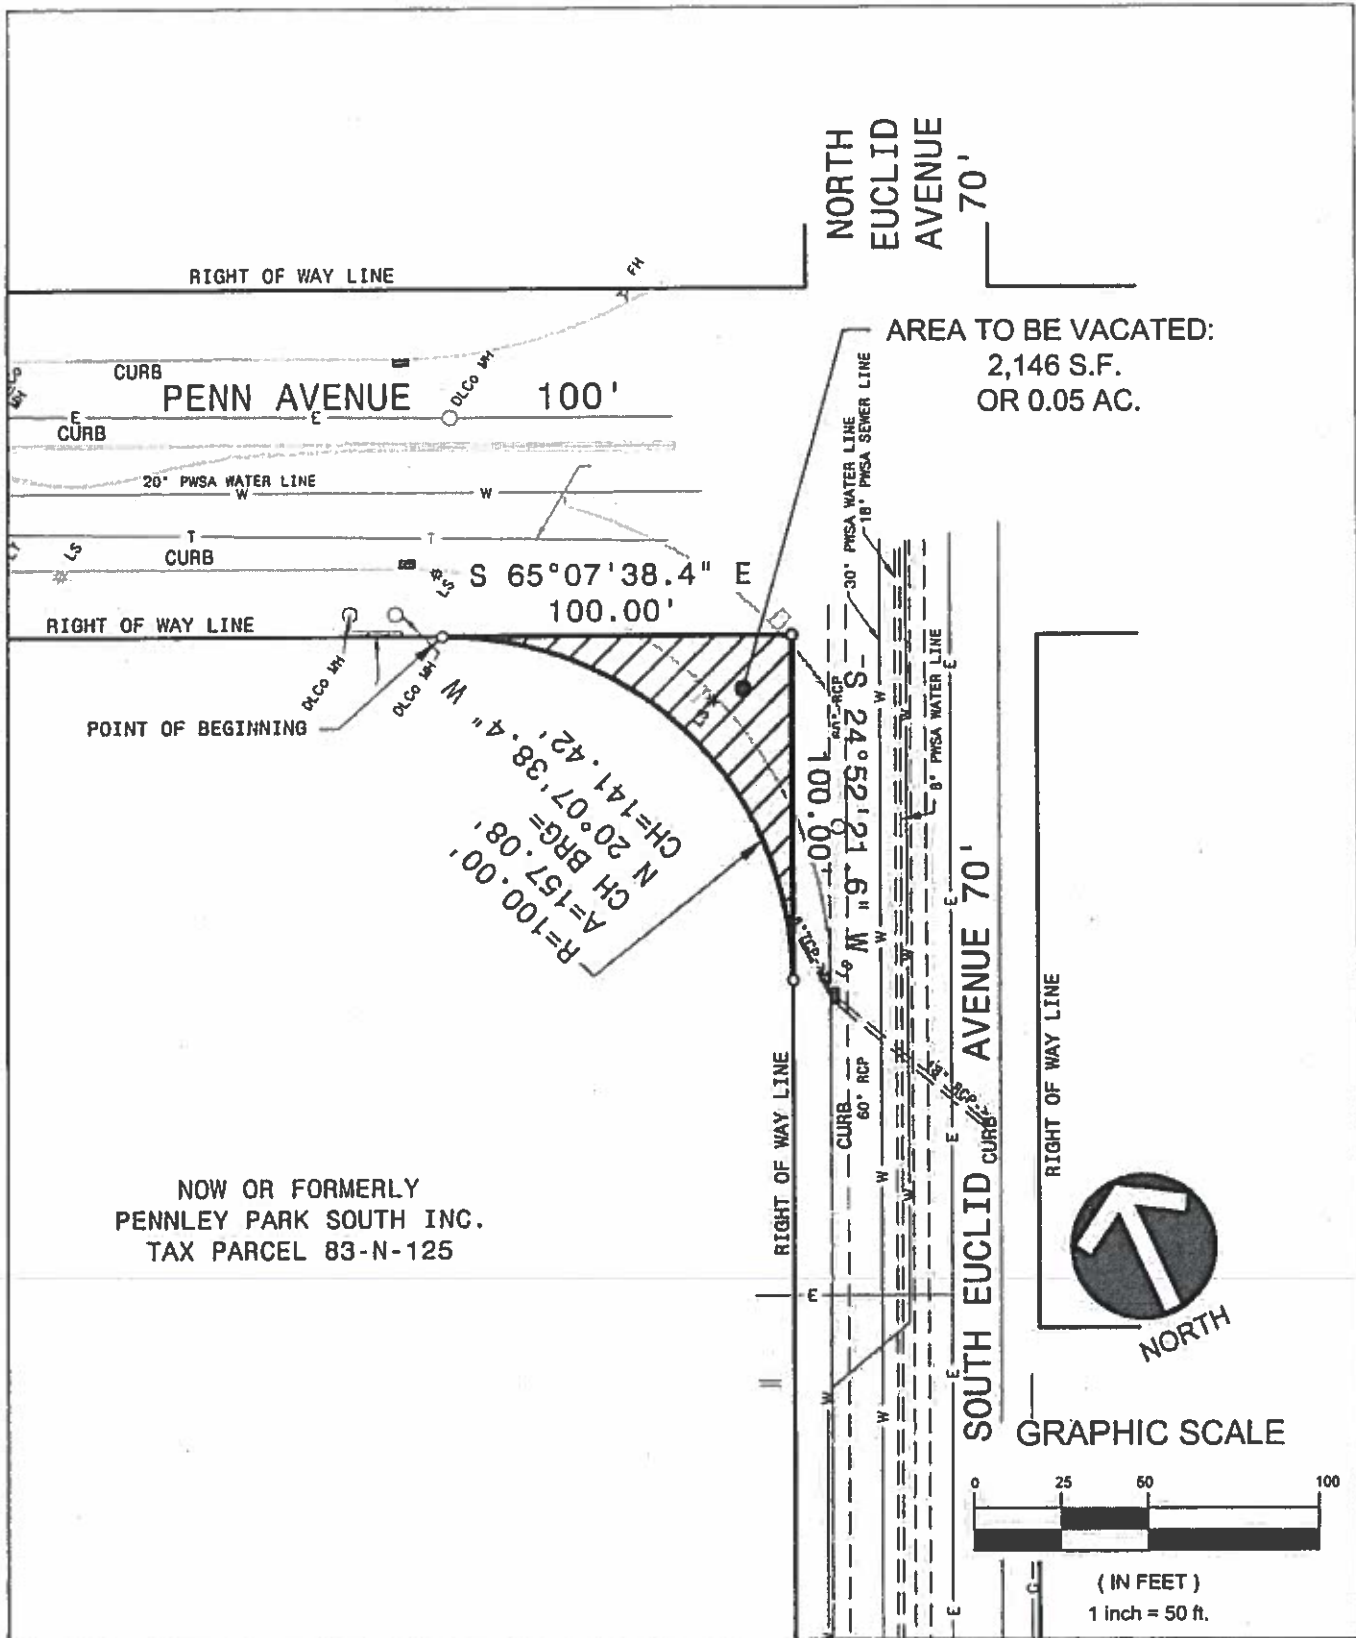 NORTH
EUCLID
AVENUE
70'
RIGHT OF WAY LINE
FH
AREA TO BE VACATED:
2,146 S.F.
OR 0.05 AC.
CURB
PENN AVENUE 100'
DLCo MH
E
E
CURB
20" PWSA WATER LINE
W
W
30' PWSA WATER LINE
18" PWSA SEWER LINE
T
T
CURB
LS
LS
S 65°07'38.4" E
100.00'
RIGHT OF WAY LINE
DLCo MH
DLCo MH
POINT OF BEGINNING
R=100.00'
A=157.08'
CH BRG=
N 20°07'38.4" W
CH=141.42'
S 24°52'21.6" W
100.00'
8" PWSA WATER LINE
E
W
W
E
W
W
LS
18" RCP
60" RCP
CURB
CURB
E
W
W
E
RIGHT OF WAY LINE
RIGHT OF WAY LINE
SOUTH EUCLID AVENUE 70'
NOW OR FORMERLY
PENNLEY PARK SOUTH INC.
TAX PARCEL 83-N-125
E
E
W
W
E
G
NORTH
GRAPHIC SCALE
0 25 50 100
( IN FEET )
1 inch = 50 ft.